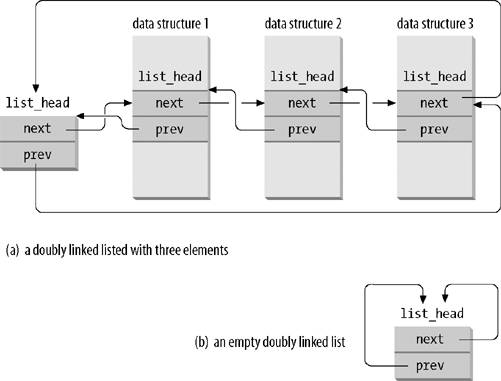 data structure 1
data structure 2
data structure 3
list_head
list_head
list_head
list_head
next
next
next
next
prev
prev
prev
prev
(a) a doubly linked listed with three elements
list_head
(b) an empty doubly linked list
next
prev